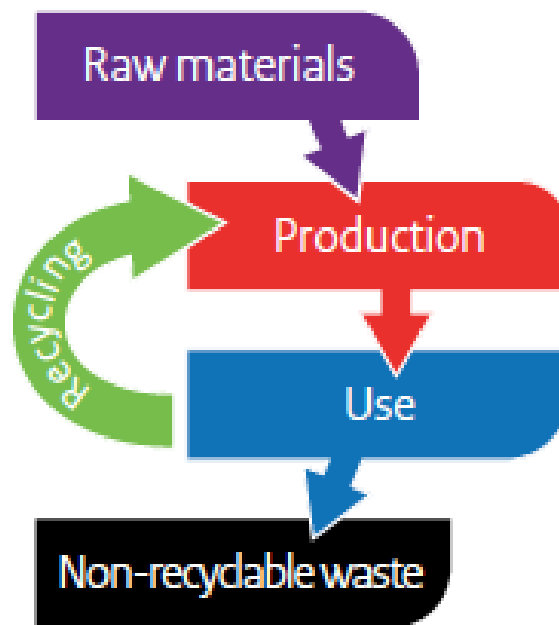 Raw materials
Production
Recycling
Use
Non-recyclable waste